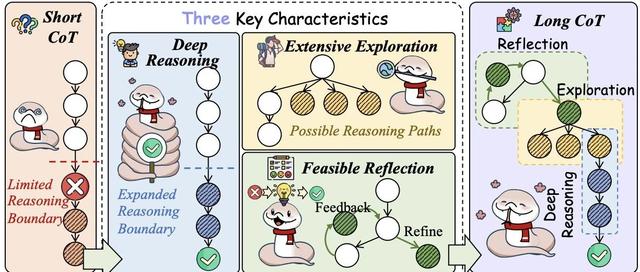 Short
CoT
Limited
Reasoning
Boundary
Three Key Characteristics
Deep
Reasoning
Expanded
Reasoning
Boundary
Extensive Exploration
Possible Reasoning Paths
Feasible Reflection
Feedback
Refine
Long CoT
Reflection
Exploration
Deep
Reasoning